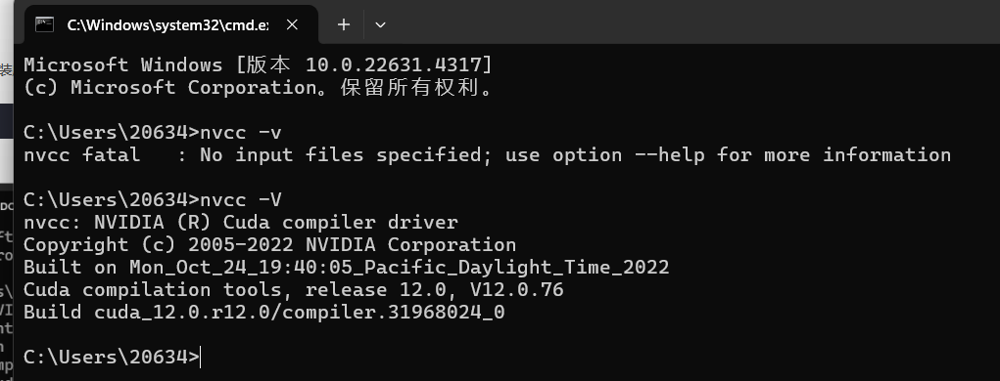 C:\Windows\system32\cmd.e
Microsoft Windows [版本 10.0.22631.4317]
(c) Microsoft Corporation。保留所有权利。
C:\Users\20634>nvcc -v
nvcc fatal   : No input files specified; use option --help for more information
C:\Users\20634>nvcc -V
nvcc: NVIDIA (R) Cuda compiler driver
Copyright (c) 2005-2022 NVIDIA Corporation
Built on Mon_Oct_24_19:40:05_Pacific_Daylight_Time_2022
Cuda compilation tools, release 12.0, V12.0.76
Build cuda_12.0.r12.0/compiler.31968024_0
C:\Users\20634>